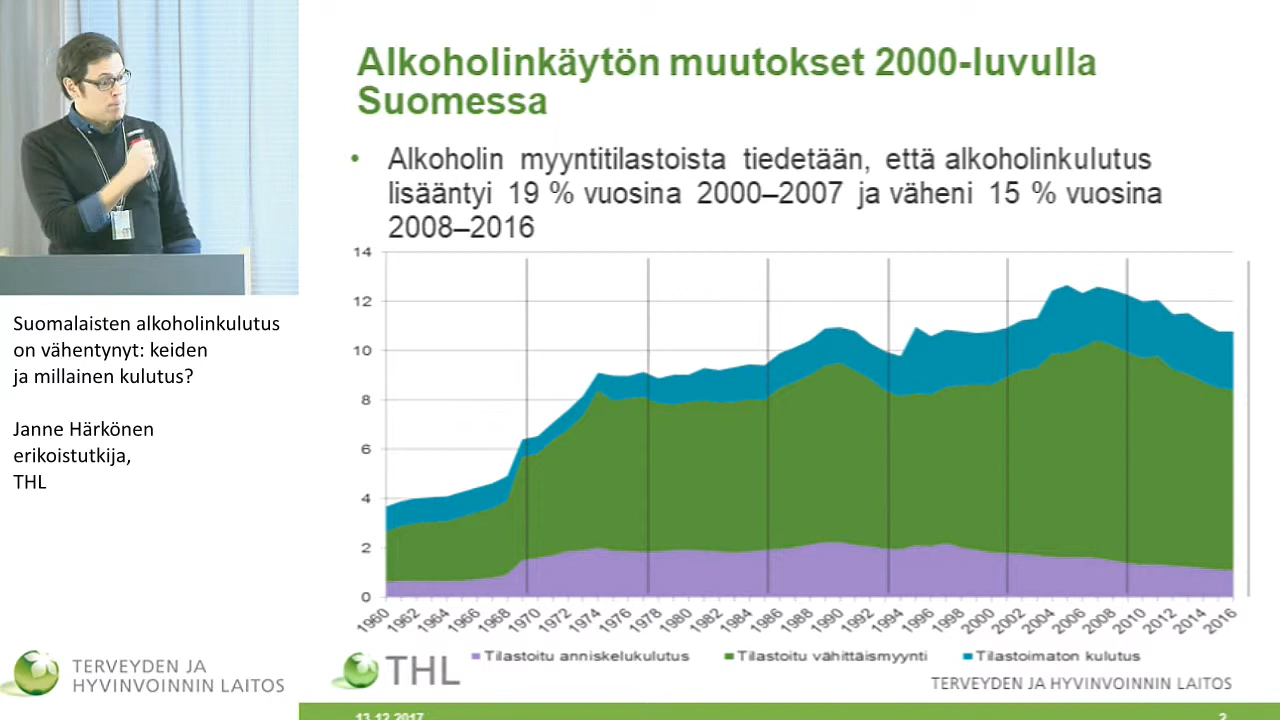 Alkoholinkäytön muutokset 2000-luvulla
Suomessa
• Alkoholin myyntitilastoista tiedetään, että alkoholinkulutus
lisääntyi 19 % vuosina 2000–2007 ja väheni 15 % vuosina
2008–2016
14
12
10
8
6
4
2
0
1960 1962 1964 1966 1968 1970 1972 1974 1976 1978 1980 1982 1984 1986 1988 1990 1992 1994 1996 1998 2000 2002 2004 2006 2008 2010 2012 2014 2016
Tilastoitu anniskelukulutus Tilastoitu vähittäismyynti Tilastoimaton kulutus
THL
TERVEYDEN JA HYVINVOINNIN LAITOS
13.12.2017 2
Suomalaisten alkoholinkulutus
on vähentynyt: keiden
ja millainen kulutus?
Janne Härkönen
erikoistutkija,
THL
TERVEYDEN JA
HYVINVOINNIN LAITOS